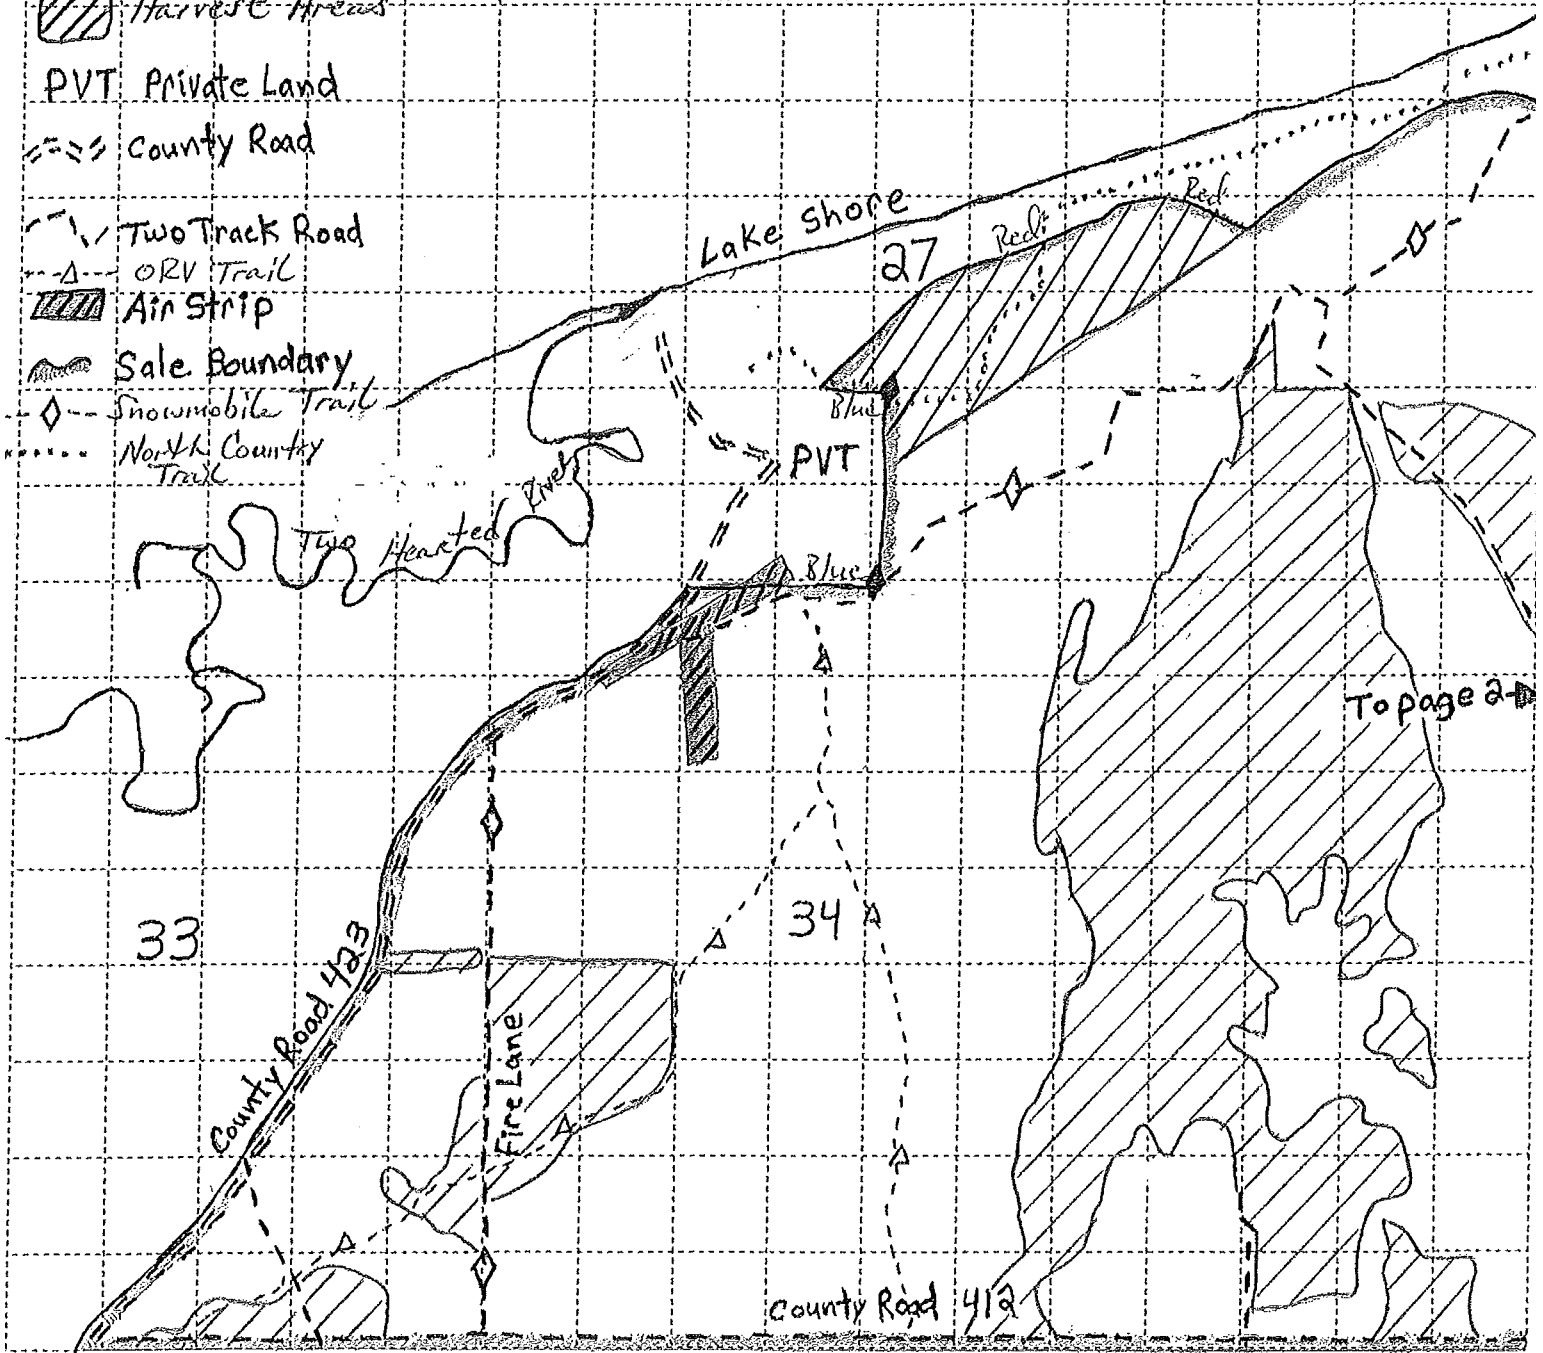 Harvest Areas
PVT Private Land
County Road
Two Track Road
ORV Trail
Air Strip
Sale Boundary
Snowmobile Trail
North Country
Trail
Lake Shore
27
Red
Red
Blue
PVT
Two Hearted River
Blue
To page 2
33
34
County Road 423
Fire Lane
County Road 412